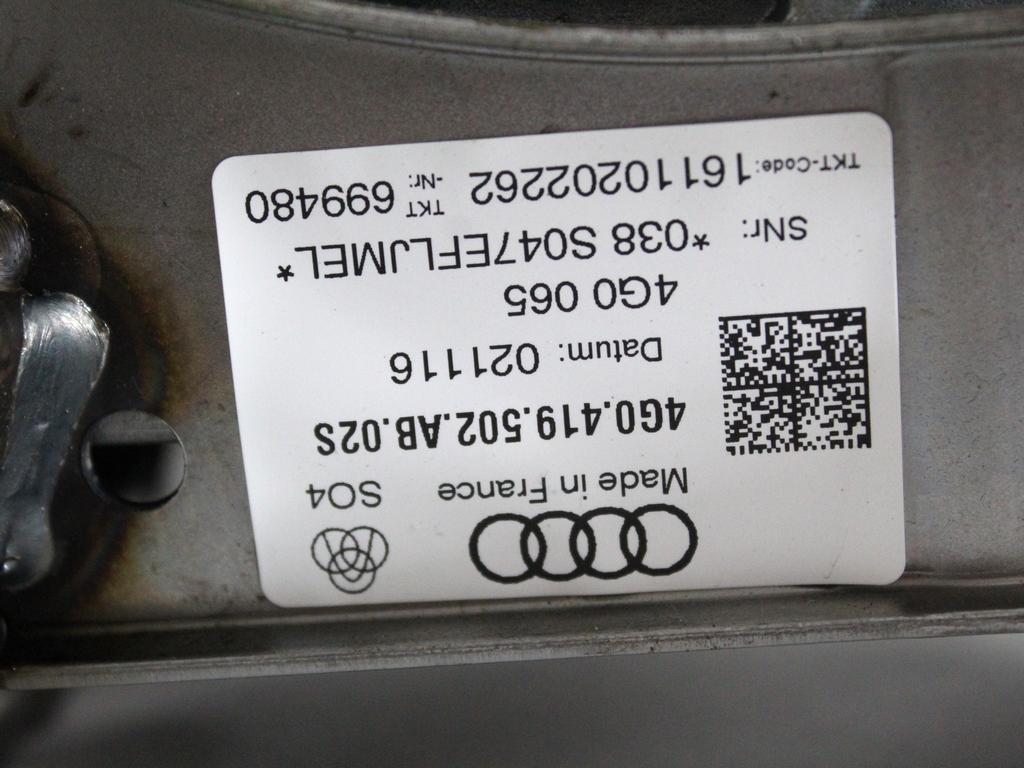 Made in France SO4
4G0.419.502.AB.02S
Datum: 021116
4G0 065
SNr: *038 S047EFLJMEL*
TKT-Code: 1611020226​2 TKT-Nr: 699480